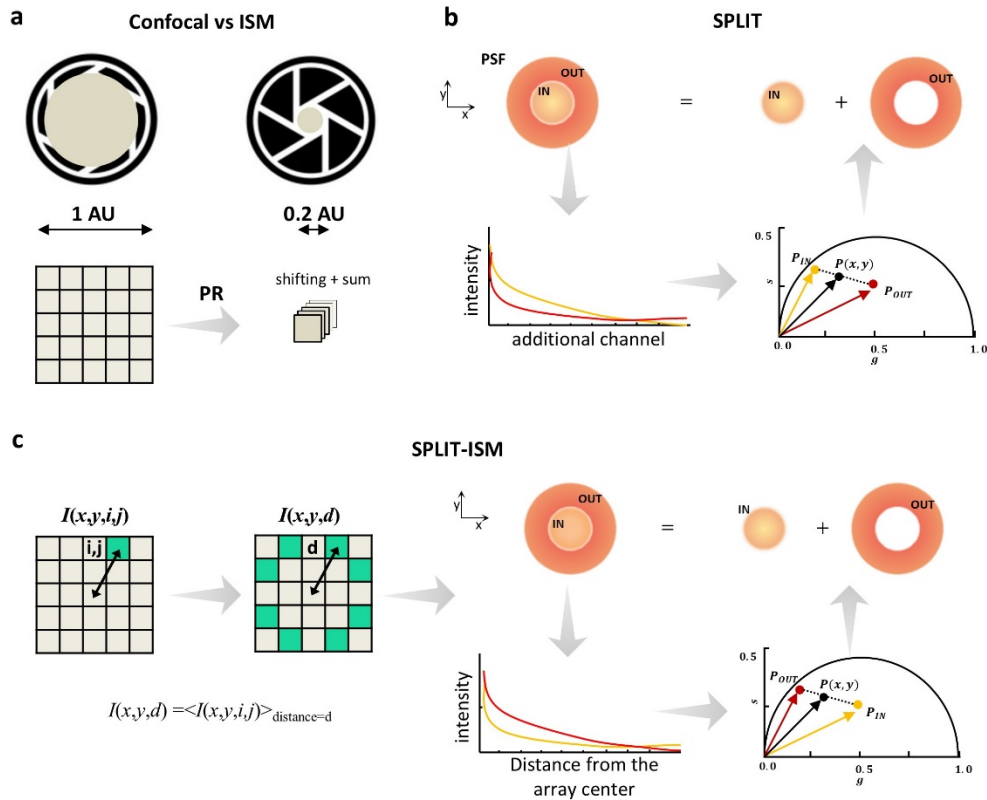 a
Confocal vs ISM
1 AU
0.2 AU
PR
shifting + sum
b
SPLIT
PSF
y
x
IN
OUT
=
IN
+
OUT
intensity
additional channel
0.5
s
P_IN
P(x, y)
P_OUT
0.0
0.5
1.0
g
c
SPLIT-ISM
I(x,y,i,j)
i,j
I(x,y,d)
d
I(x,y,d) =<I(x,y,i,j)>distance=d
y
x
OUT
IN
=
IN
+
OUT
intensity
Distance from the
array center
0.5
s
P_OUT
P(x, y)
P_IN
0.0
0.5
1.0
g